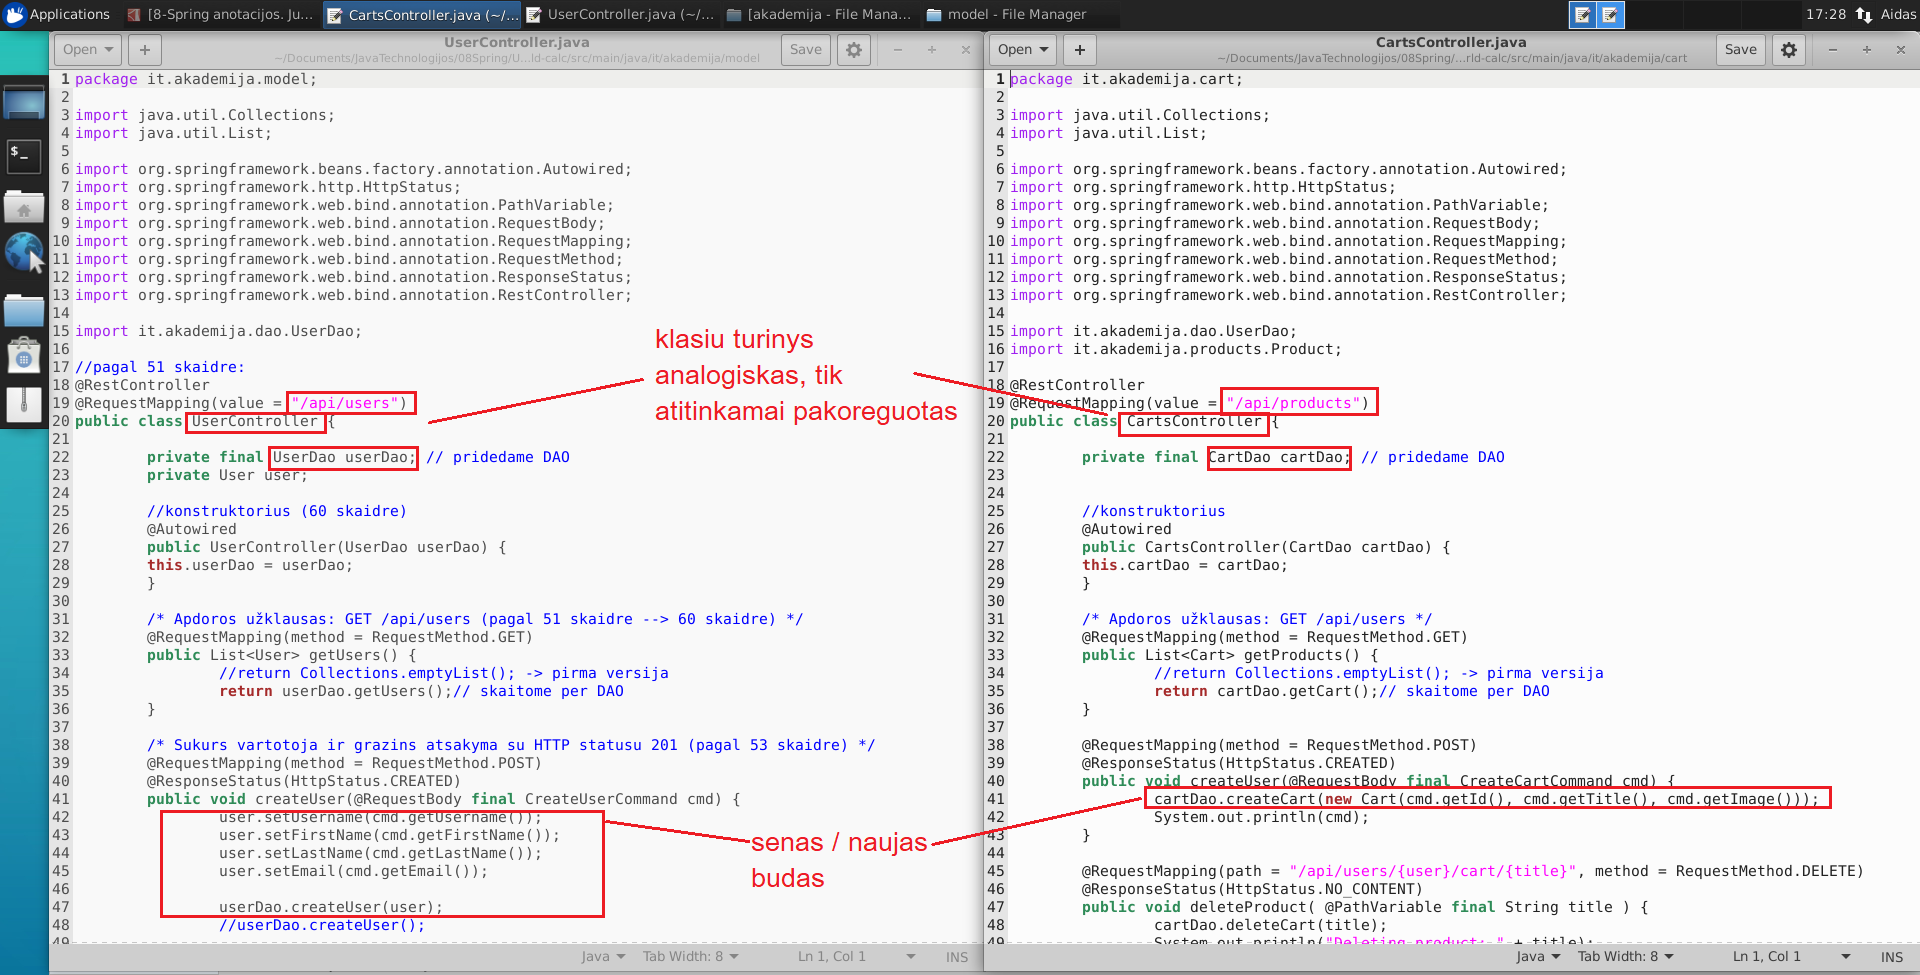 Applications
[8-Spring anotacijos. Ju...
CartsController.java (~/...
UserController.java (~/...
[akademija - File Mana...
model - File Manager
17:28
Aidas
Open
+
UserController.java
~/Documents/JavaTechnologijos/08Spring/U...ld-calc/src/main/java/it/akademija/model
Save
1 package it.akademija.model;
2
3 import java.util.Collections;
4 import java.util.List;
5
6 import org.springframework.beans.factory.annotation.Autowired;
7 import org.springframework.http.HttpStatus;
8 import org.springframework.web.bind.annotation.PathVariable;
9 import org.springframework.web.bind.annotation.RequestBody;
10 import org.springframework.web.bind.annotation.RequestMapping;
11 import org.springframework.web.bind.annotation.RequestMethod;
12 import org.springframework.web.bind.annotation.ResponseStatus;
13 import org.springframework.web.bind.annotation.RestController;
14
15 import it.akademija.dao.UserDao;
16
17 //pagal 51 skaidre:
18 @RestController
19 @RequestMapping(value = "/api/users")
20 public class UserController {
21
22 private final UserDao userDao; // pridedame DAO
23 private User user;
24
25 //konstruktorius (60 skaidre)
26 @Autowired
27 public UserController(UserDao userDao) {
28 this.userDao = userDao;
29 }
30
31 /* Apdoros užklausas: GET /api/users (pagal 51 skaidre --> 60 skaidre) */
32 @RequestMapping(method = RequestMethod.GET)
33 public List<User> getUsers() {
34 //return Collections.emptyList(); -> pirma versija
35 return userDao.getUsers();// skaitome per DAO
36 }
37
38 /* Sukurs vartotoja ir grazins atsakyma su HTTP statusu 201 (pagal 53 skaidre) */
39 @RequestMapping(method = RequestMethod.POST)
40 @ResponseStatus(HttpStatus.CREATED)
41 public void createUser(@RequestBody final CreateUserCommand cmd) {
42 user.setUsername(cmd.getUsername());
43 user.setFirstName(cmd.getFirstName());
44 user.setLastName(cmd.getLastName());
45 user.setEmail(cmd.getEmail());
46
47 userDao.createUser(user);
48 //userDao.createUser();
49
Java Tab Width: 8 Ln 1, Col 1 INS
klasiu turinys
analogiskas, tik
atitinkamai pakoreguotas
senas / naujas
budas
Open
+
CartsController.java
~/Documents/JavaTechnologijos/08Spring/...rld-calc/src/main/java/it/akademija/cart
Save
1 package it.akademija.cart;
2
3 import java.util.Collections;
4 import java.util.List;
5
6 import org.springframework.beans.factory.annotation.Autowired;
7 import org.springframework.http.HttpStatus;
8 import org.springframework.web.bind.annotation.PathVariable;
9 import org.springframework.web.bind.annotation.RequestBody;
10 import org.springframework.web.bind.annotation.RequestMapping;
11 import org.springframework.web.bind.annotation.RequestMethod;
12 import org.springframework.web.bind.annotation.ResponseStatus;
13 import org.springframework.web.bind.annotation.RestController;
14
15 import it.akademija.dao.UserDao;
16 import it.akademija.products.Product;
17
18 @RestController
19 @RequestMapping(value = "/api/products")
20 public class CartsController {
21
22 private final CartDao cartDao; // pridedame DAO
23
24
25 //konstruktorius
26 @Autowired
27 public CartsController(CartDao cartDao) {
28 this.cartDao = cartDao;
29 }
30
31 /* Apdoros užklausas: GET /api/users */
32 @RequestMapping(method = RequestMethod.GET)
33 public List<Cart> getProducts() {
34 //return Collections.emptyList(); -> pirma versija
35 return cartDao.getCart();// skaitome per DAO
36 }
37
38 @RequestMapping(method = RequestMethod.POST)
39 @ResponseStatus(HttpStatus.CREATED)
40 public void createUser(@RequestBody final CreateCartCommand cmd) {
41 cartDao.createCart(new Cart(cmd.getId(), cmd.getTitle(), cmd.getImage()));
42 System.out.println(cmd);
43 }
44
45 @RequestMapping(path = "/api/users/{user}/cart/{title}", method = RequestMethod.DELETE)
46 @ResponseStatus(HttpStatus.NO_CONTENT)
47 public void deleteProduct( @PathVariable final String title ) {
48 cartDao.deleteCart(title);
49 System.out.println("Deleting product: " + title);
Java Tab Width: 8 Ln 1, Col 1 INS